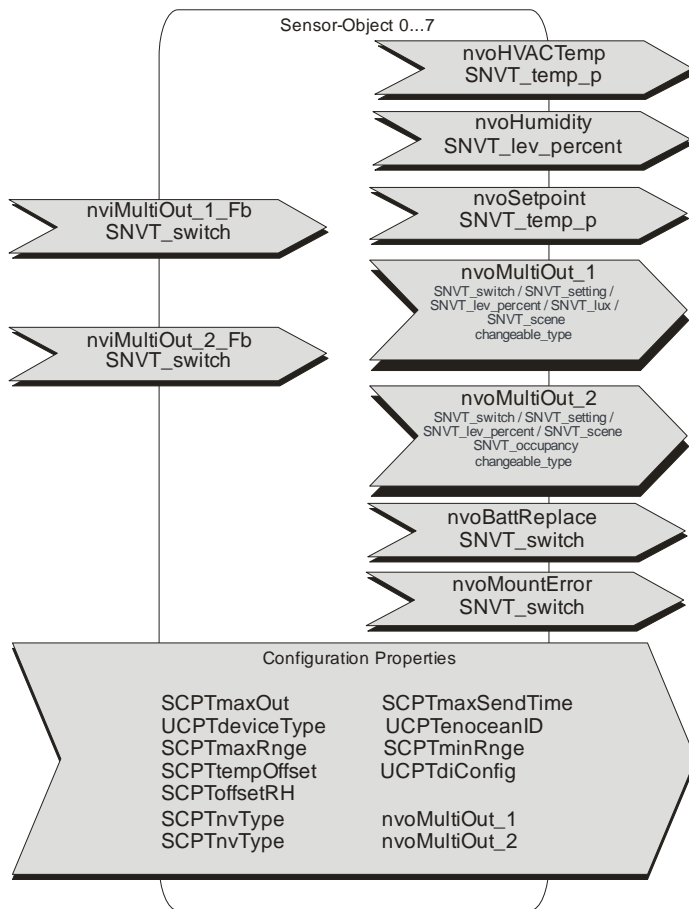 Sensor-Object 0...7
nvoHVACTemp
SNVT_temp_p
nvoHumidity
SNVT_lev_percent
nviMultiOut_1_Fb
SNVT_switch
nvoSetpoint
SNVT_temp_p
nvoMultiOut_1
SNVT_switch / SNVT_setting /
SNVT_lev_percent / SNVT_lux /
SNVT_scene
changeable_type
nviMultiOut_2_Fb
SNVT_switch
nvoMultiOut_2
SNVT_switch / SNVT_setting /
SNVT_lev_percent / SNVT_scene
SNVT_occupancy
changeable_type
nvoBattReplace
SNVT_switch
nvoMountError
SNVT_switch
Configuration Properties
SCPTmaxOut SCPTmaxSendTime
UCPTdeviceType UCPTenoceanID
SCPTmaxRnge SCPTminRnge
SCPTtempOffset UCPTdiConfig
SCPToffsetRH
SCPTnvType nvoMultiOut_1
SCPTnvType nvoMultiOut_2